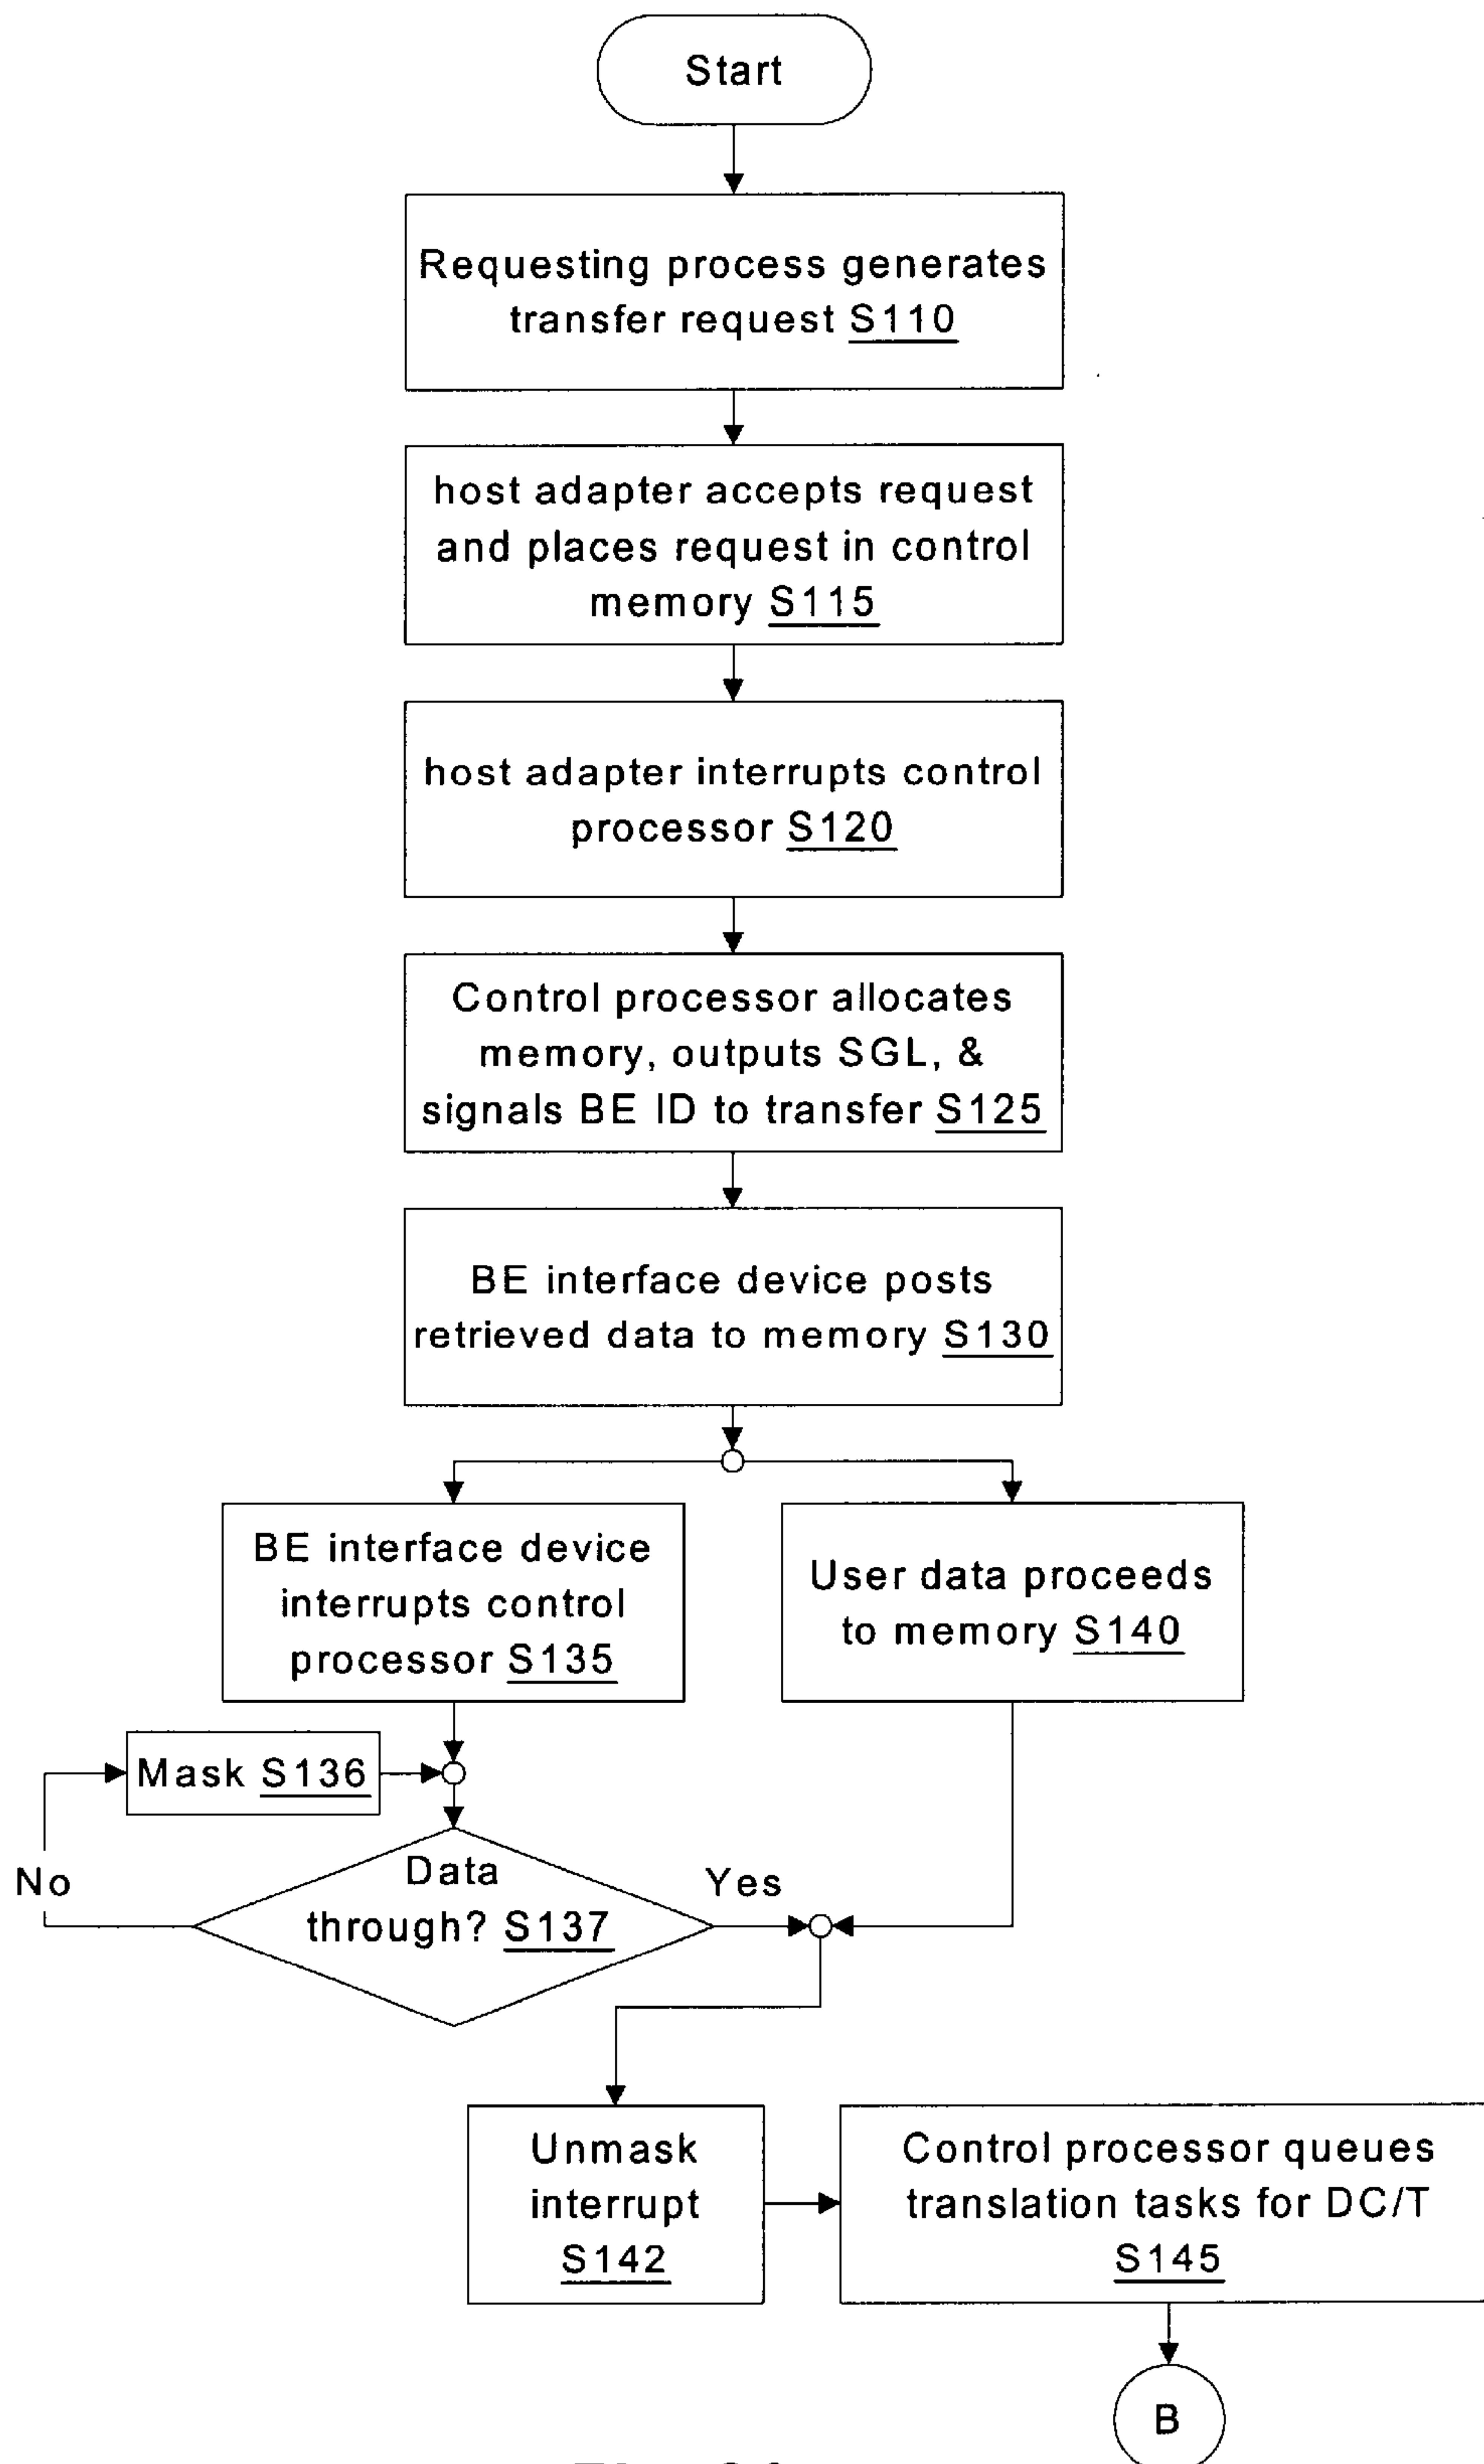 Start
Requesting process generates
transfer request S110
host adapter accepts request
and places request in control
memory S115
host adapter interrupts control
processor S120
Control processor allocates
memory, outputs SGL, &
signals BE ID to transfer S125
BE interface device posts
retrieved data to memory S130
BE interface device
interrupts control
processor S135
User data proceeds
to memory S140
Mask S136
No
Data
through? S137
Yes
Unmask
interrupt
S142
Control processor queues
translation tasks for DC/T
S145
B